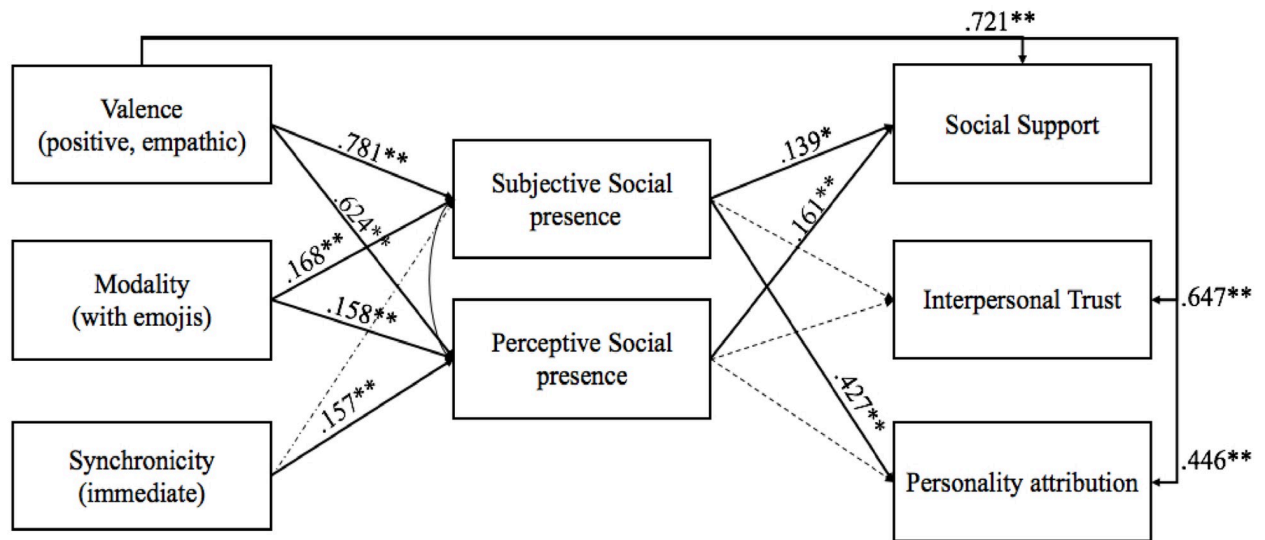 .721**
Valence
(positive, empathic)
Social Support
.781**
.139*
Subjective Social
presence
.624**
.161**
.168**
Modality
(with emojis)
Interpersonal Trust
.647**
.158**
Perceptive Social
presence
.157**
.427**
Synchronicity
(immediate)
Personality attribution
.446**